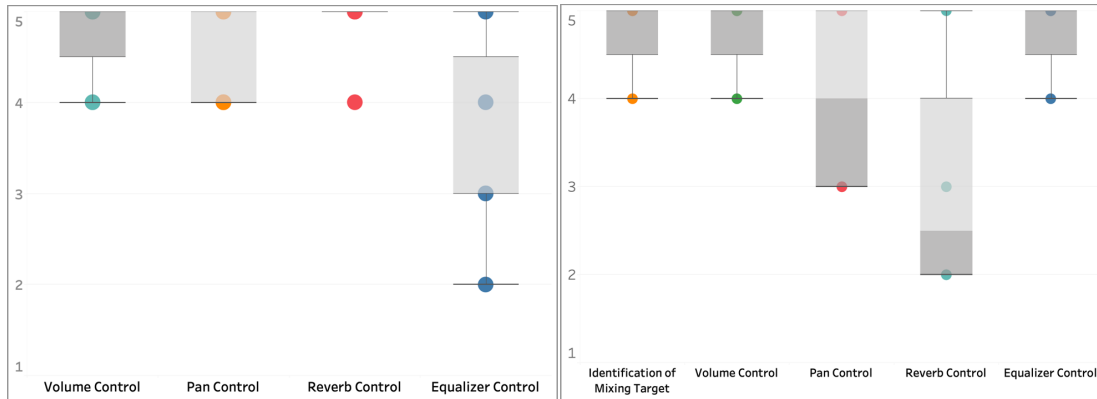 5
4
3
2
1
Volume Control
Pan Control
Reverb Control
Equalizer Control
5
4
3
2
1
Identification of
Mixing Target
Volume Control
Pan Control
Reverb Control
Equalizer Control